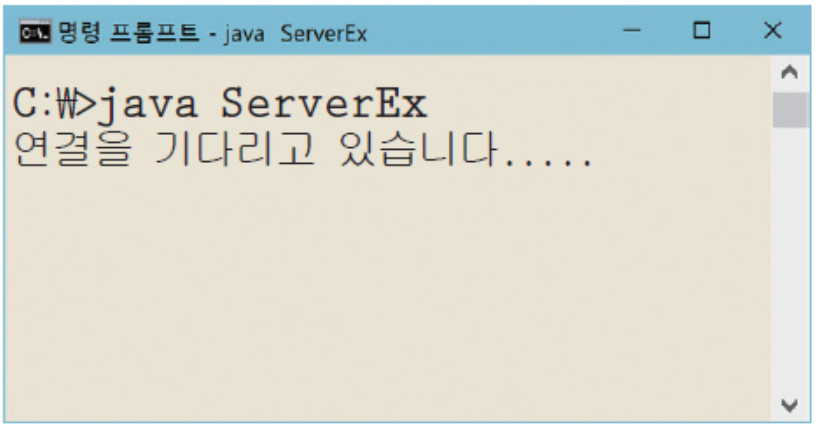 명령 프롬프트 - java ServerEx
C:₩>java ServerEx
연결을 기다리고 있습니다.....